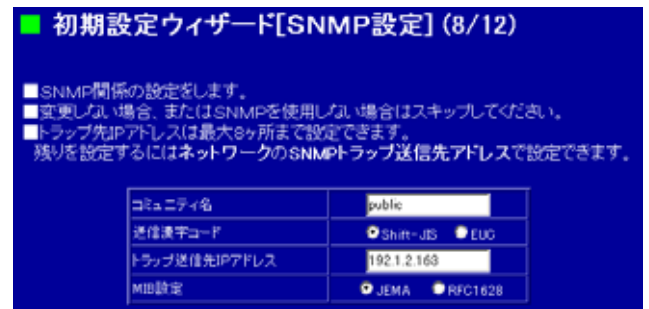 ■ 初期設定ウィザード[SNMP設定] (8/12)
■SNMP関係の設定をします。
■変更しない場合、またはSNMPを使用しない場合はスキップしてください。
■トラップ先IPアドレスは最大8ヶ所まで設定できます。
残りを設定するにはネットワークのSNMPトラップ送信先アドレスで設定できます。
コミュニティ名 public
送信漢字コード Shift-JIS EUC
トラップ送信先IPアドレス 192.1.2.163
MIB設定 JEMA RFC1628